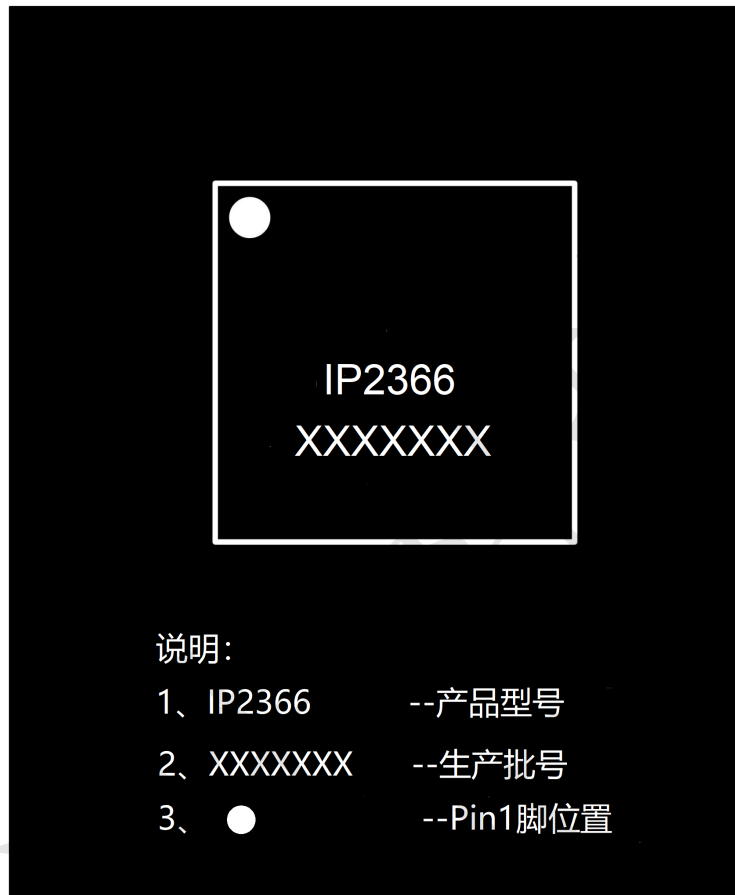 IP2366
XXXXXXX
说明：
1、IP2366 --产品型号
2、XXXXXXX --生产批号
3、 ● --Pin1脚位置